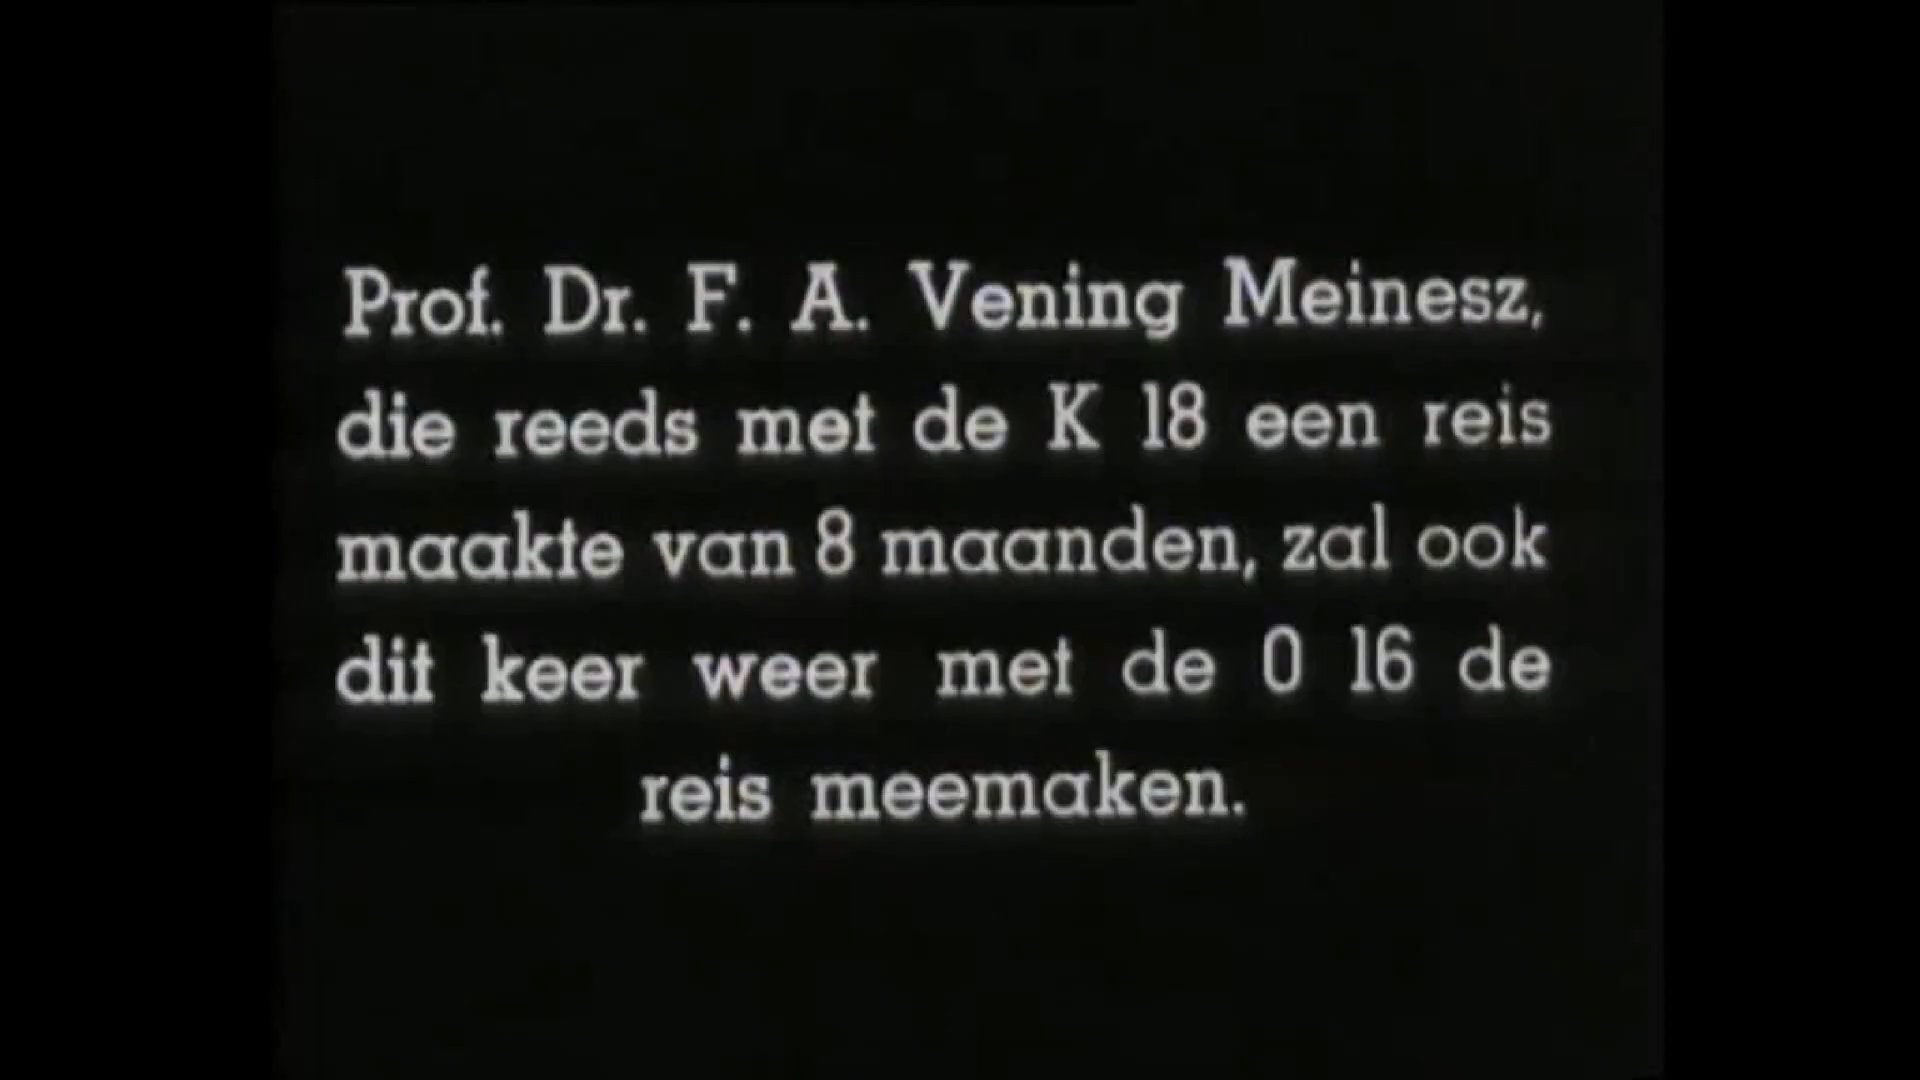 Prof. Dr. F. A. Vening Meinesz,
die reeds met de K 18 een reis
maakte van 8 maanden, zal ook
dit keer weer met de O 16 de
reis meemaken.